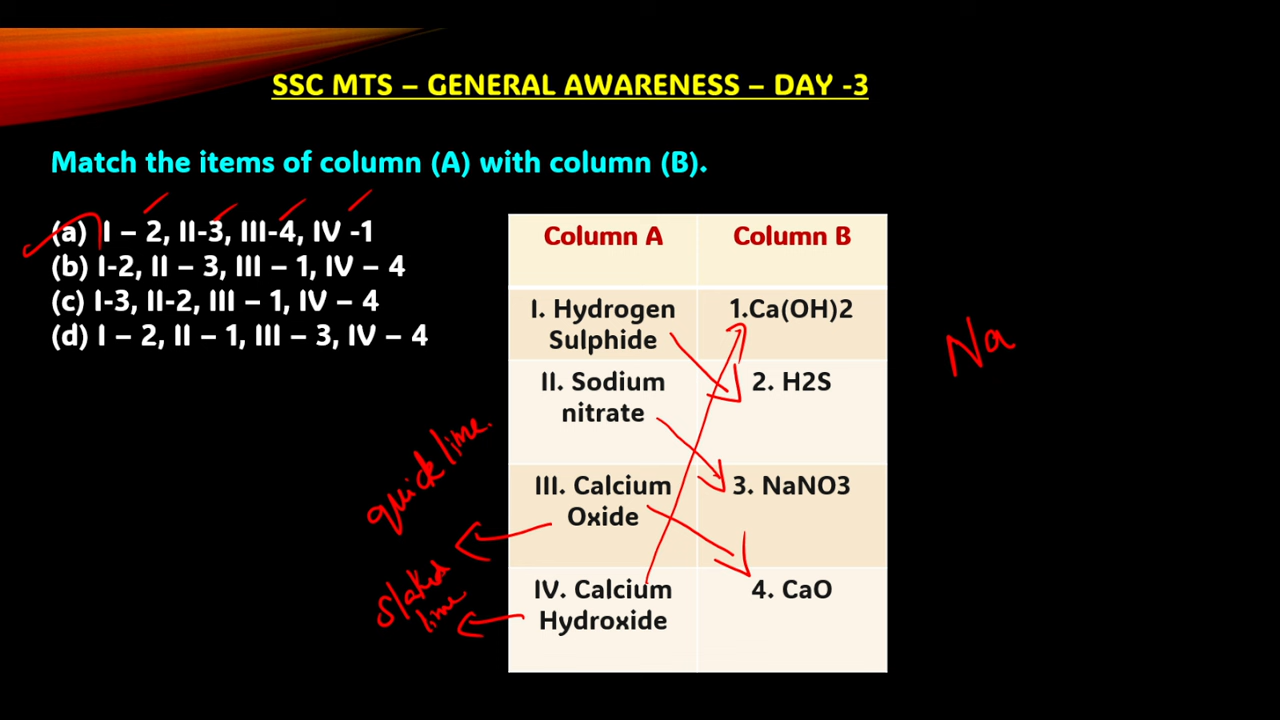 SSC MTS – GENERAL AWARENESS – DAY -3
Match the items of column (A) with column (B).
(a) I – 2, II-3, III-4, IV -1
(b) I-2, II – 3, III – 1, IV – 4
(c) I-3, II-2, III – 1, IV – 4
(d) I – 2, II – 1, III – 3, IV – 4
Column A
Column B
I. Hydrogen
Sulphide
1.Ca(OH)2
II. Sodium
nitrate
2. H2S
III. Calcium
Oxide
3. NaNO3
IV. Calcium
Hydroxide
4. CaO
quick lime.
slaked
lime
Na